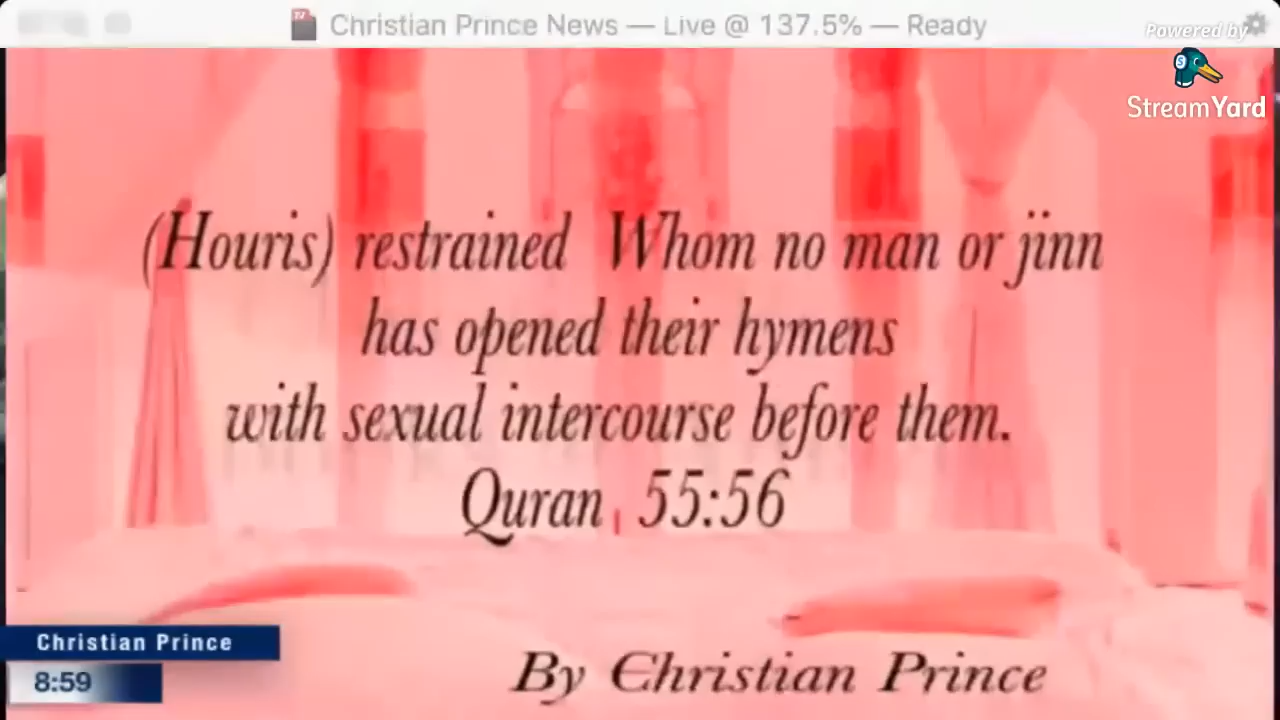 Christian Prince News — Live @ 137.5% — Ready
Powered by
StreamYard
(Houris) restrained Whom no man or jinn
has opened their hymens
with sexual intercourse before them.
Quran 55:56
Christian Prince
8:59
By Christian Prince